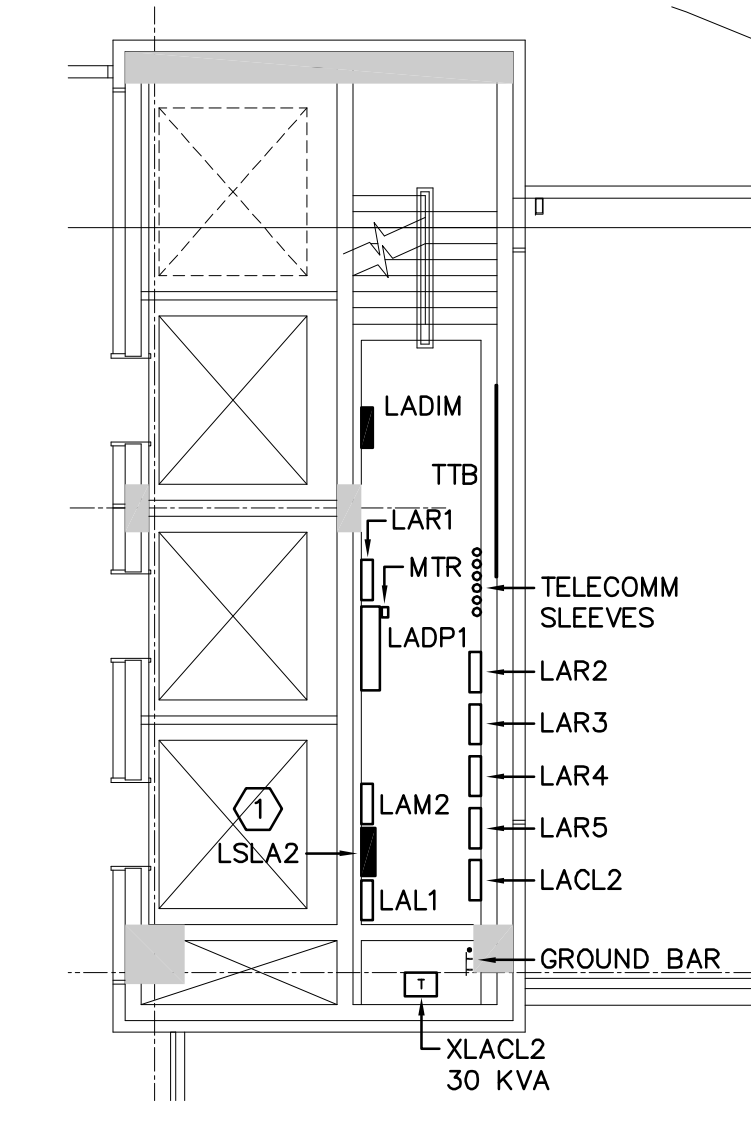 LADIM
TTB
LAR1
MTR
TELECOMM
SLEEVES
LADP1
LAR2
LAR3
LAR4
1
LAM2
LAR5
LSLA2
LACL2
LAL1
GROUND BAR
T
XLACL2
30 KVA